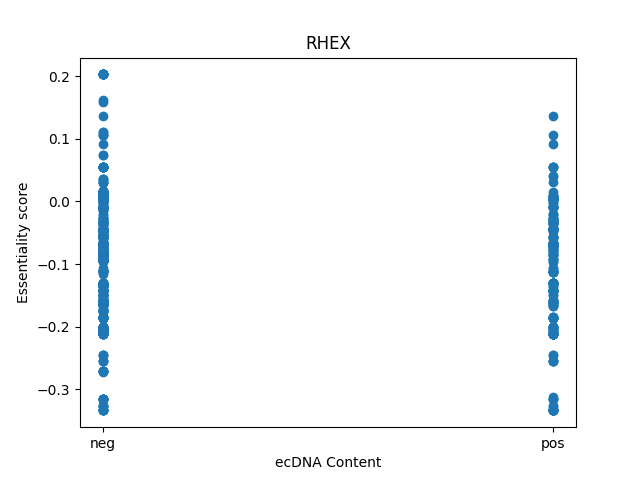 RHEX
0.2
0.1
0.0
−0.1
−0.2
−0.3
Essentiality score
neg
pos
ecDNA Content